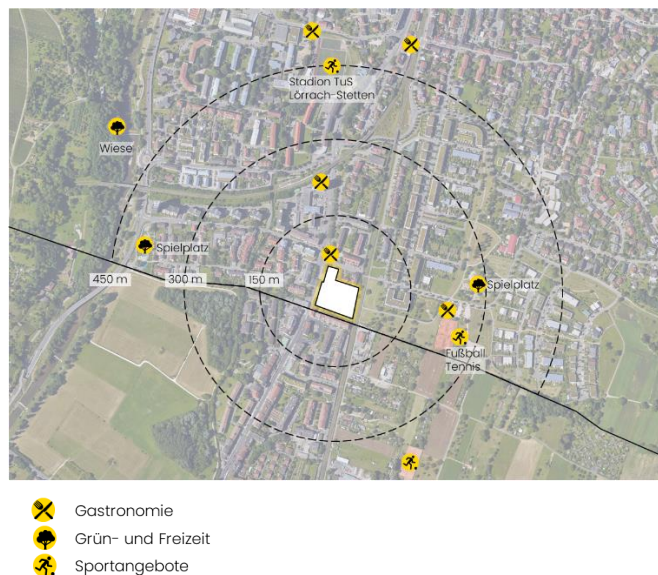 Stadion TuS
Lörrach-Stetten
Wiese
Spielplatz
450 m
300 m
150 m
Spielplatz
Fußball
Tennis
Gastronomie
Grün- und Freizeit
Sportangebote